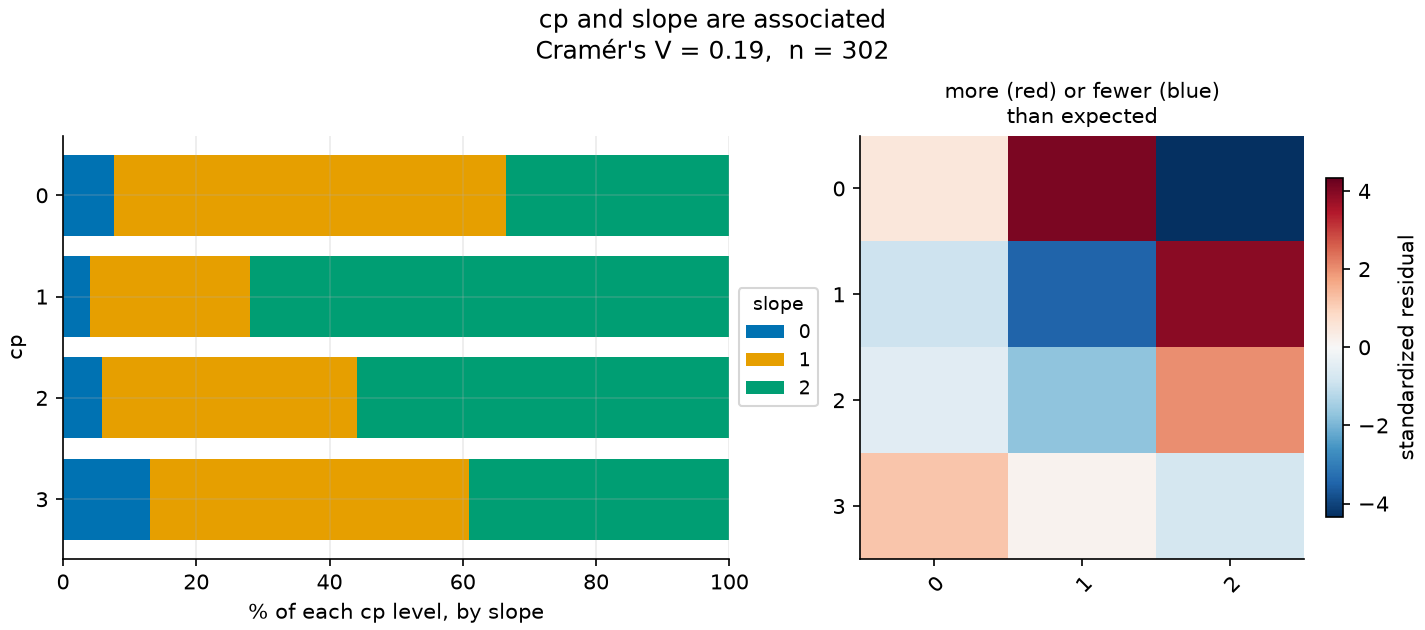 cp and slope are associated
Cramér's V = 0.19, n = 302
cp
0
1
2
3
0 20 40 60 80 100
% of each cp level, by slope
slope
0
1
2
more (red) or fewer (blue)
than expected
0
1
2
3
0 1 2
4
2
0
−2
−4
standardized residual